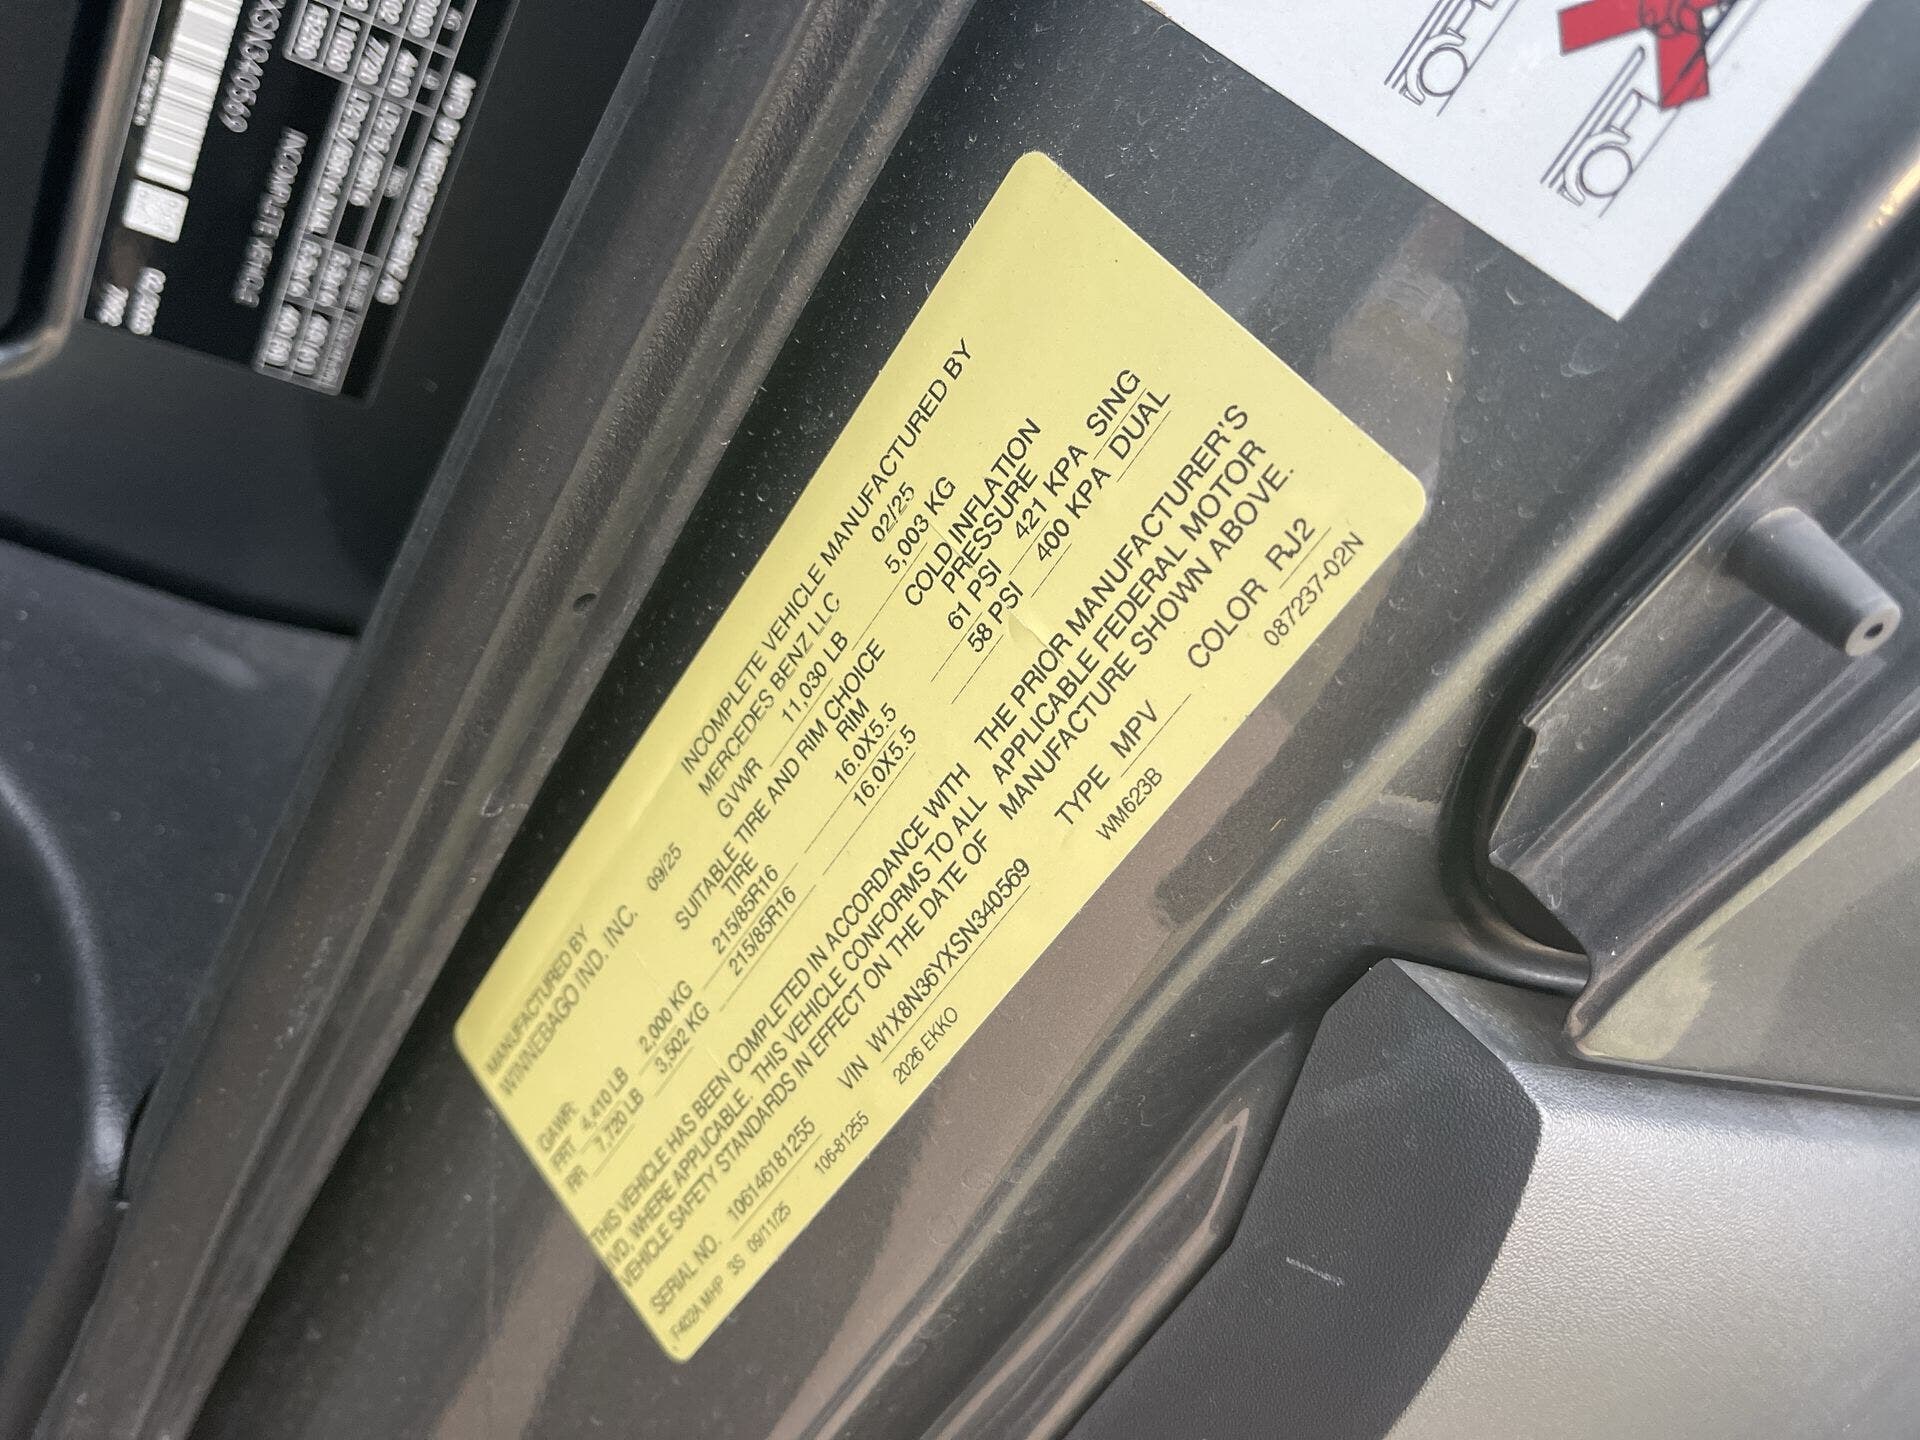 MANUFACTURED BY
WINNEBAGO IND. INC. 09/25
INCOMPLETE VEHICLE MANUFACTURED BY
MERCEDES BENZ LLC 02/25
GVWR 11,030 LB 5,003 KG
GAWR:
SUITABLE TIRE AND RIM CHOICE
TIRE RIM
COLD INFLATION
PRESSURE
FRT 4,410 LB 2,000 KG 215/85R16 16.0X5.5 61 PSI 421 KPA SING
RR 7,720 LB 3,502 KG 215/85R16 16.0X5.5 58 PSI 400 KPA DUAL
THIS VEHICLE HAS BEEN COMPLETED IN ACCORDANCE WITH THE PRIOR MANUFACTURER'S
IVD. WHERE APPLICABLE. THIS VEHICLE CONFORMS TO ALL APPLICABLE FEDERAL MOTOR
VEHICLE SAFETY STANDARDS IN EFFECT ON THE DATE OF MANUFACTURE SHOWN ABOVE.
SERIAL NO. 106146181255 VIN W1X8N36YXSN340569 TYPE MPV COLOR RJ2
F402A MHP 3S 09/11/25 106-81255 2026 EKKO WM623B 087237-02N
XSN340569